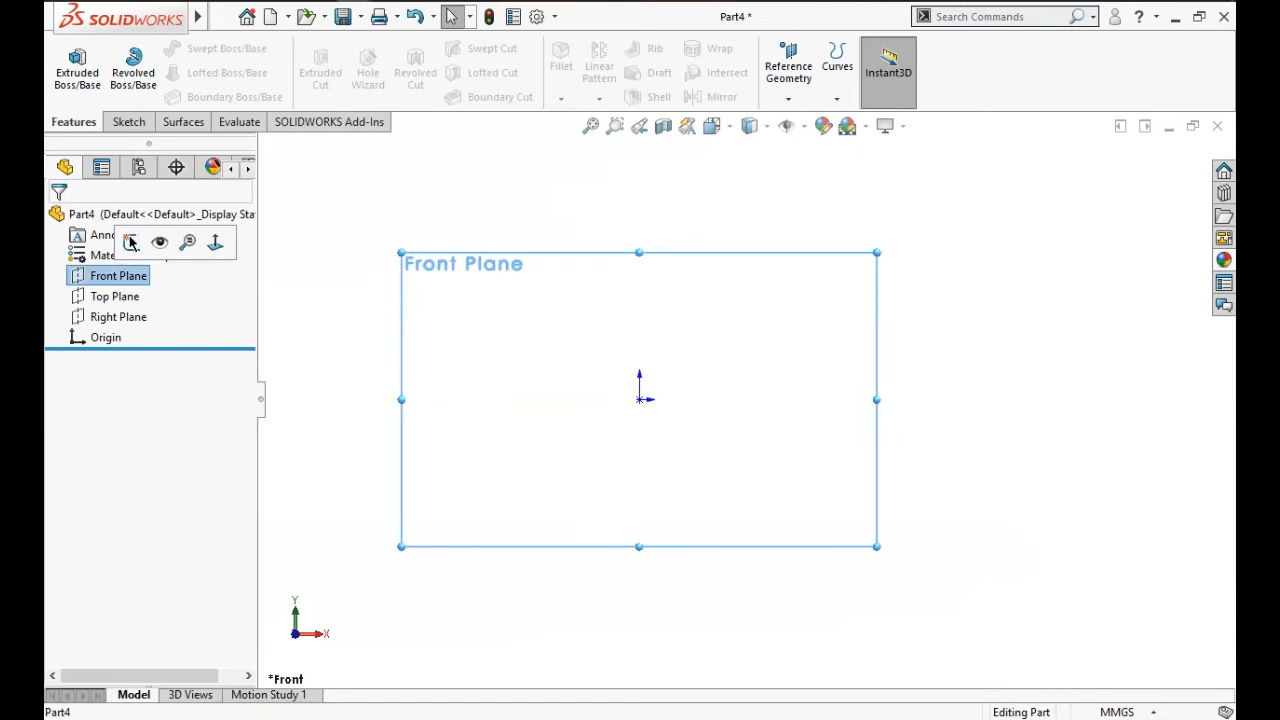 SOLIDWORKS
Part4 *
Search Commands
Extruded Boss/Base
Revolved Boss/Base
Swept Boss/Base
Lofted Boss/Base
Boundary Boss/Base
Extruded Cut
Hole Wizard
Revolved Cut
Swept Cut
Lofted Cut
Boundary Cut
Fillet
Linear Pattern
Rib
Draft
Shell
Wrap
Intersect
Mirror
Reference Geometry
Curves
Instant3D
Features
Sketch
Surfaces
Evaluate
SOLIDWORKS Add-Ins
Part4 (Default<<Default>_Display Sta
Anno
Mate
Front Plane
Top Plane
Right Plane
Origin
Front Plane
Y
X
*Front
Model
3D Views
Motion Study 1
Part4
Editing Part
MMGS